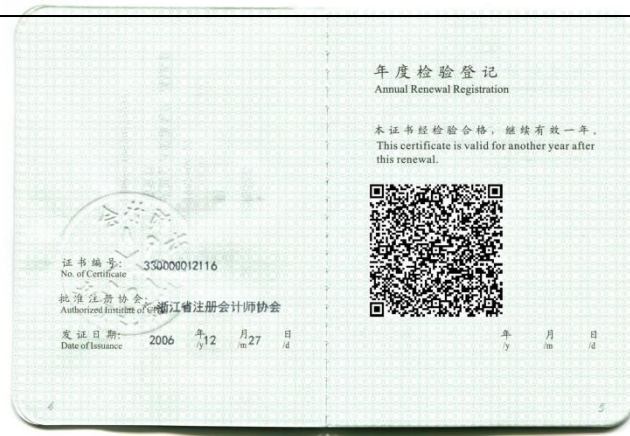 证书编号: 330000012116
No. of Certificate
批准注册协会: 浙江省注册会计师协会
Authorized Institute of CPAs
发证日期: 2006 年 12 月 27 日
Date of Issuance /y /m /d
6
年度检验登记
Annual Renewal Registration
本证书经检验合格，继续有效一年。
This certificate is valid for another year after
this renewal.
年 月 日
/y /m /d
5